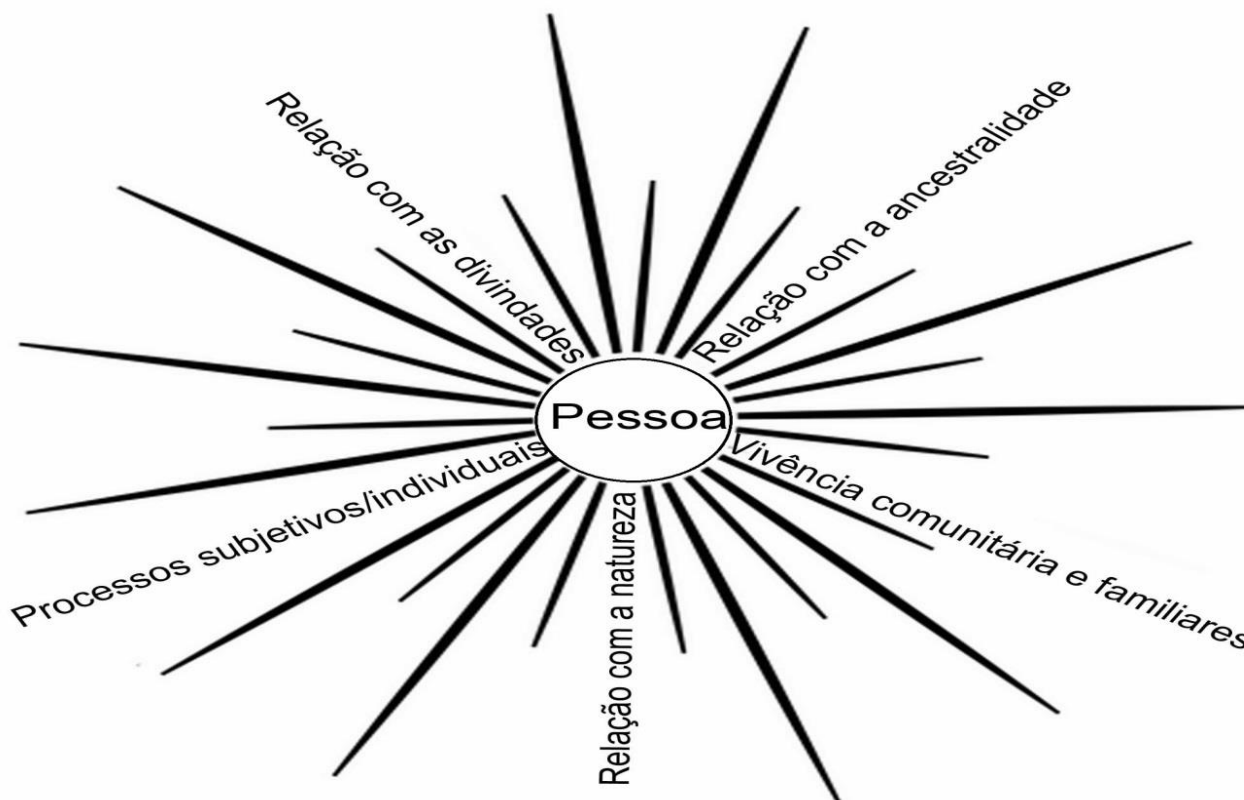 Relação com as divindades
Relação com a ancestralidade
Pessoa
Processos subjetivos/individuais
Vivência comunitária e familiares
Relação com a natureza